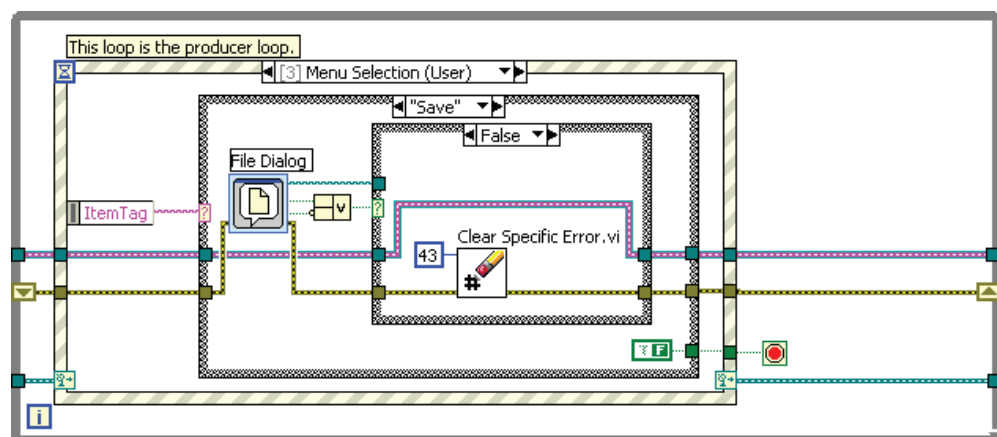 This loop is the producer loop.
[3] Menu Selection (User)
"Save"
False
File Dialog
ItemTag
?
v
?
Clear Specific Error.vi
43
#
F
i